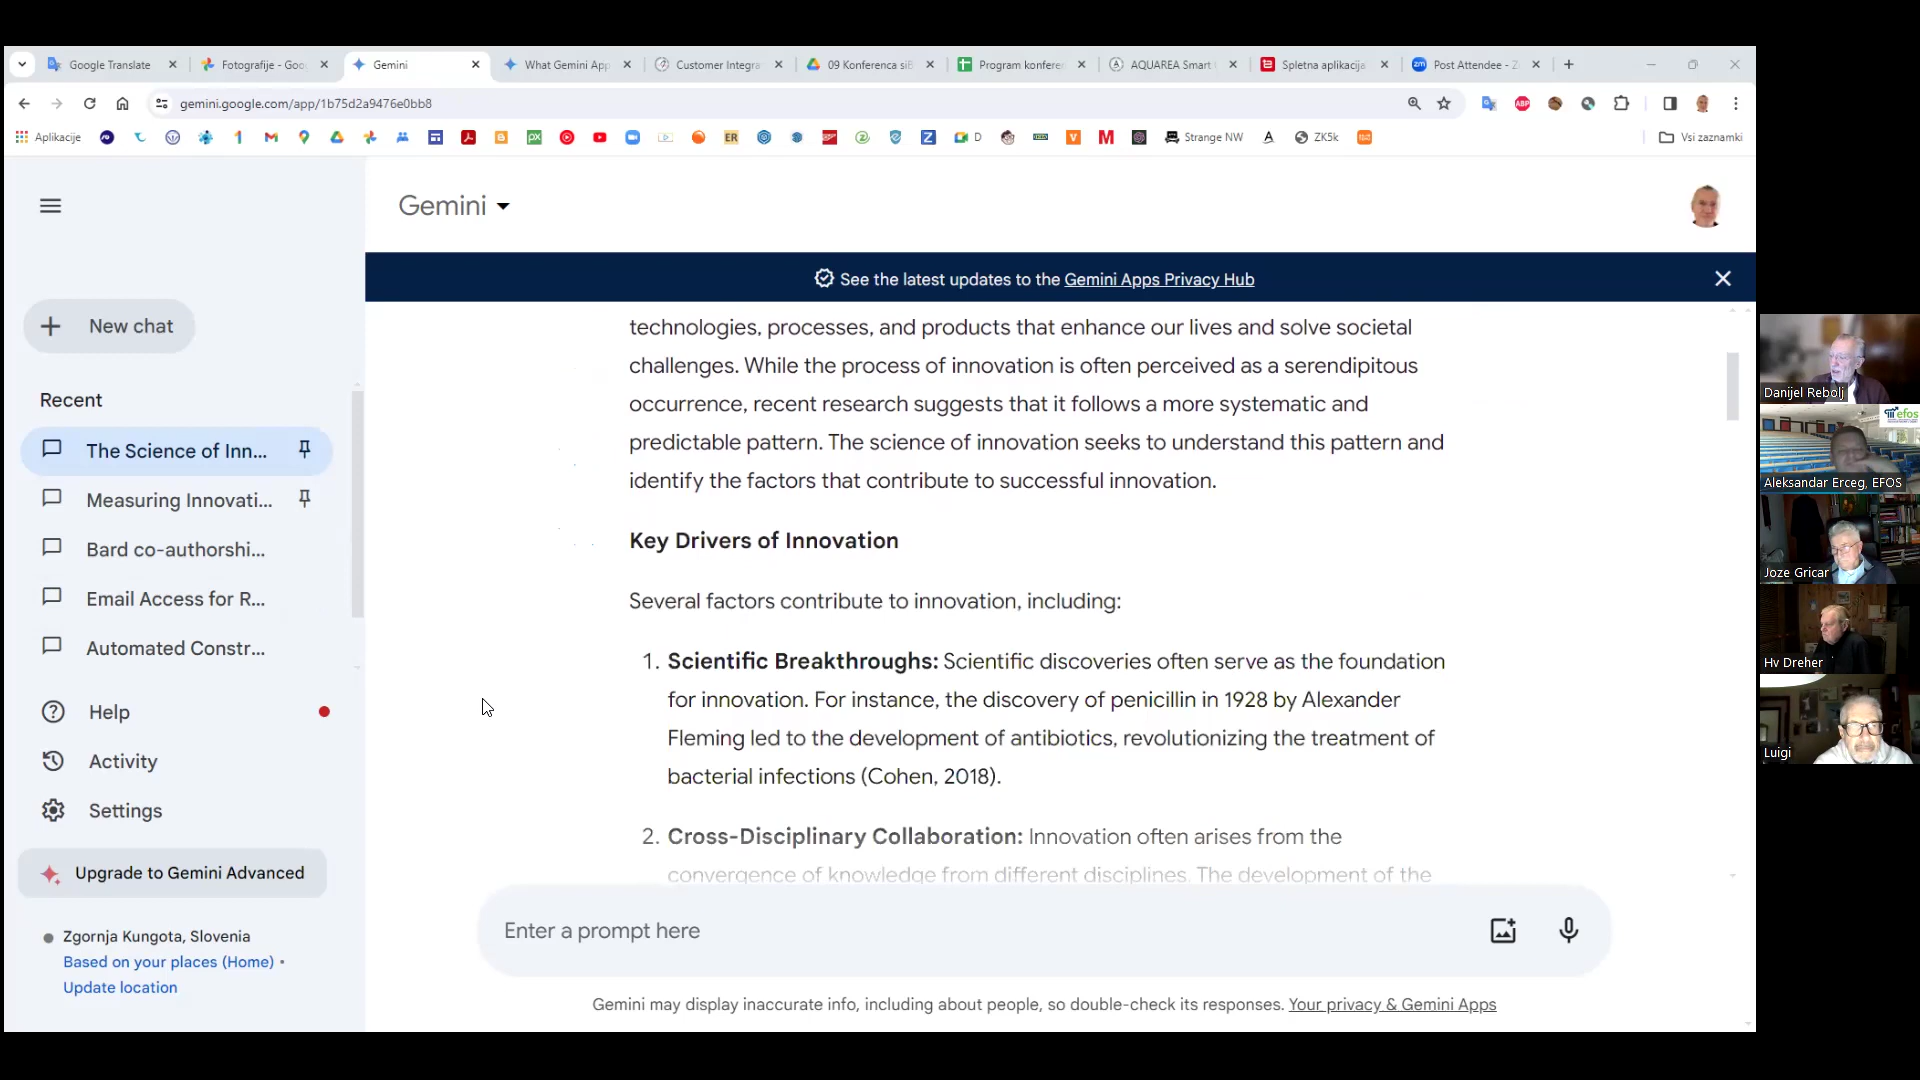 Google Translate
Fotografije - Goo
Gemini
What Gemini App
Customer Integra
09 Konferenca siB
Program konfere
AQUAREA Smart
Spletna aplikacija
Post Attendee - Z
gemini.google.com/app/1b75d2a9476e0bb8
ABP
Aplikacije
ER
D
Strange NW
ZK5k
Vsi zaznamki
Gemini
See the latest updates to the Gemini Apps Privacy Hub
New chat
Recent
The Science of Inn...
Measuring Innovati...
Bard co-authorshi...
Email Access for R...
Automated Constr...
Help
Activity
Settings
Upgrade to Gemini Advanced
Zgornja Kungota, Slovenia
Based on your places (Home) •
Update location
technologies, processes, and products that enhance our lives and solve societal
challenges. While the process of innovation is often perceived as a serendipitous
occurrence, recent research suggests that it follows a more systematic and
predictable pattern. The science of innovation seeks to understand this pattern and
identify the factors that contribute to successful innovation.
Key Drivers of Innovation
Several factors contribute to innovation, including:
1. Scientific Breakthroughs: Scientific discoveries often serve as the foundation
for innovation. For instance, the discovery of penicillin in 1928 by Alexander
Fleming led to the development of antibiotics, revolutionizing the treatment of
bacterial infections (Cohen, 2018).
2. Cross-Disciplinary Collaboration: Innovation often arises from the
convergence of knowledge from different disciplines. The development of the
Enter a prompt here
Gemini may display inaccurate info, including about people, so double-check its responses. Your privacy & Gemini Apps
Danijel Rebolj
efos
Aleksandar Erceg, EFOS
Joze Gricar
Hv Dreher
Luigi